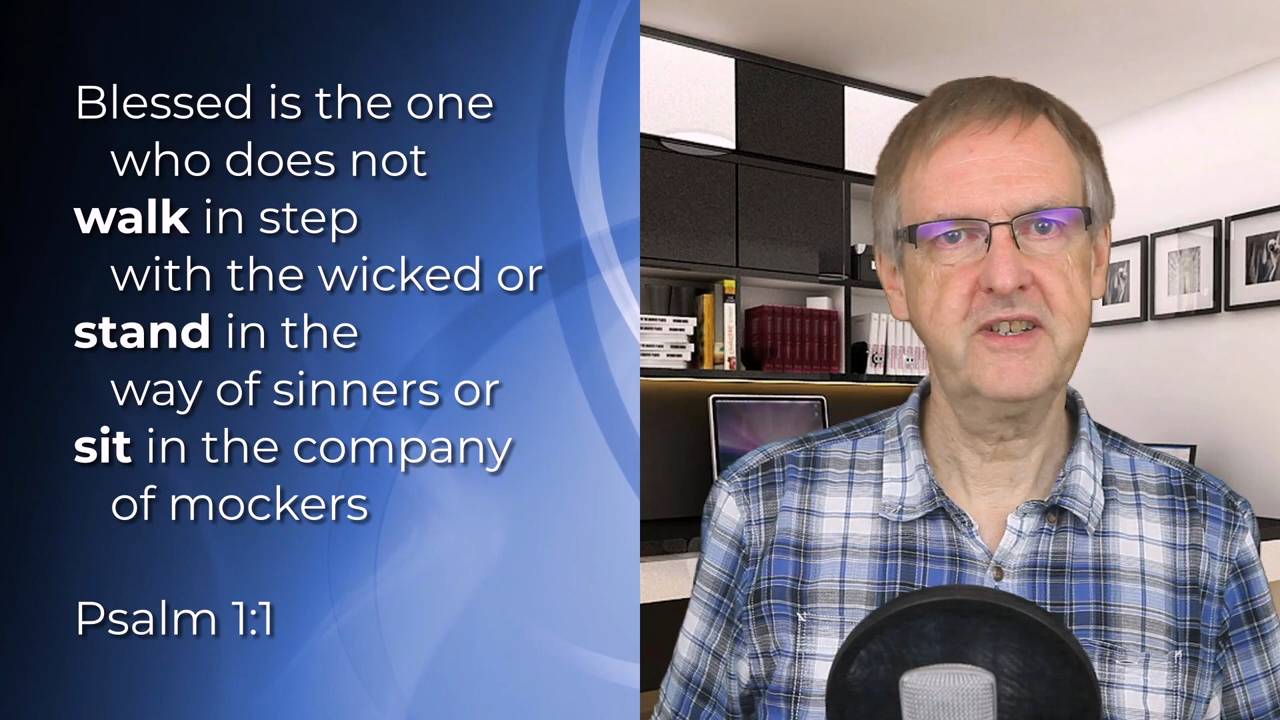 Blessed is the one
who does not
walk in step
with the wicked or
stand in the
way of sinners or
sit in the company
of mockers
Psalm 1:1